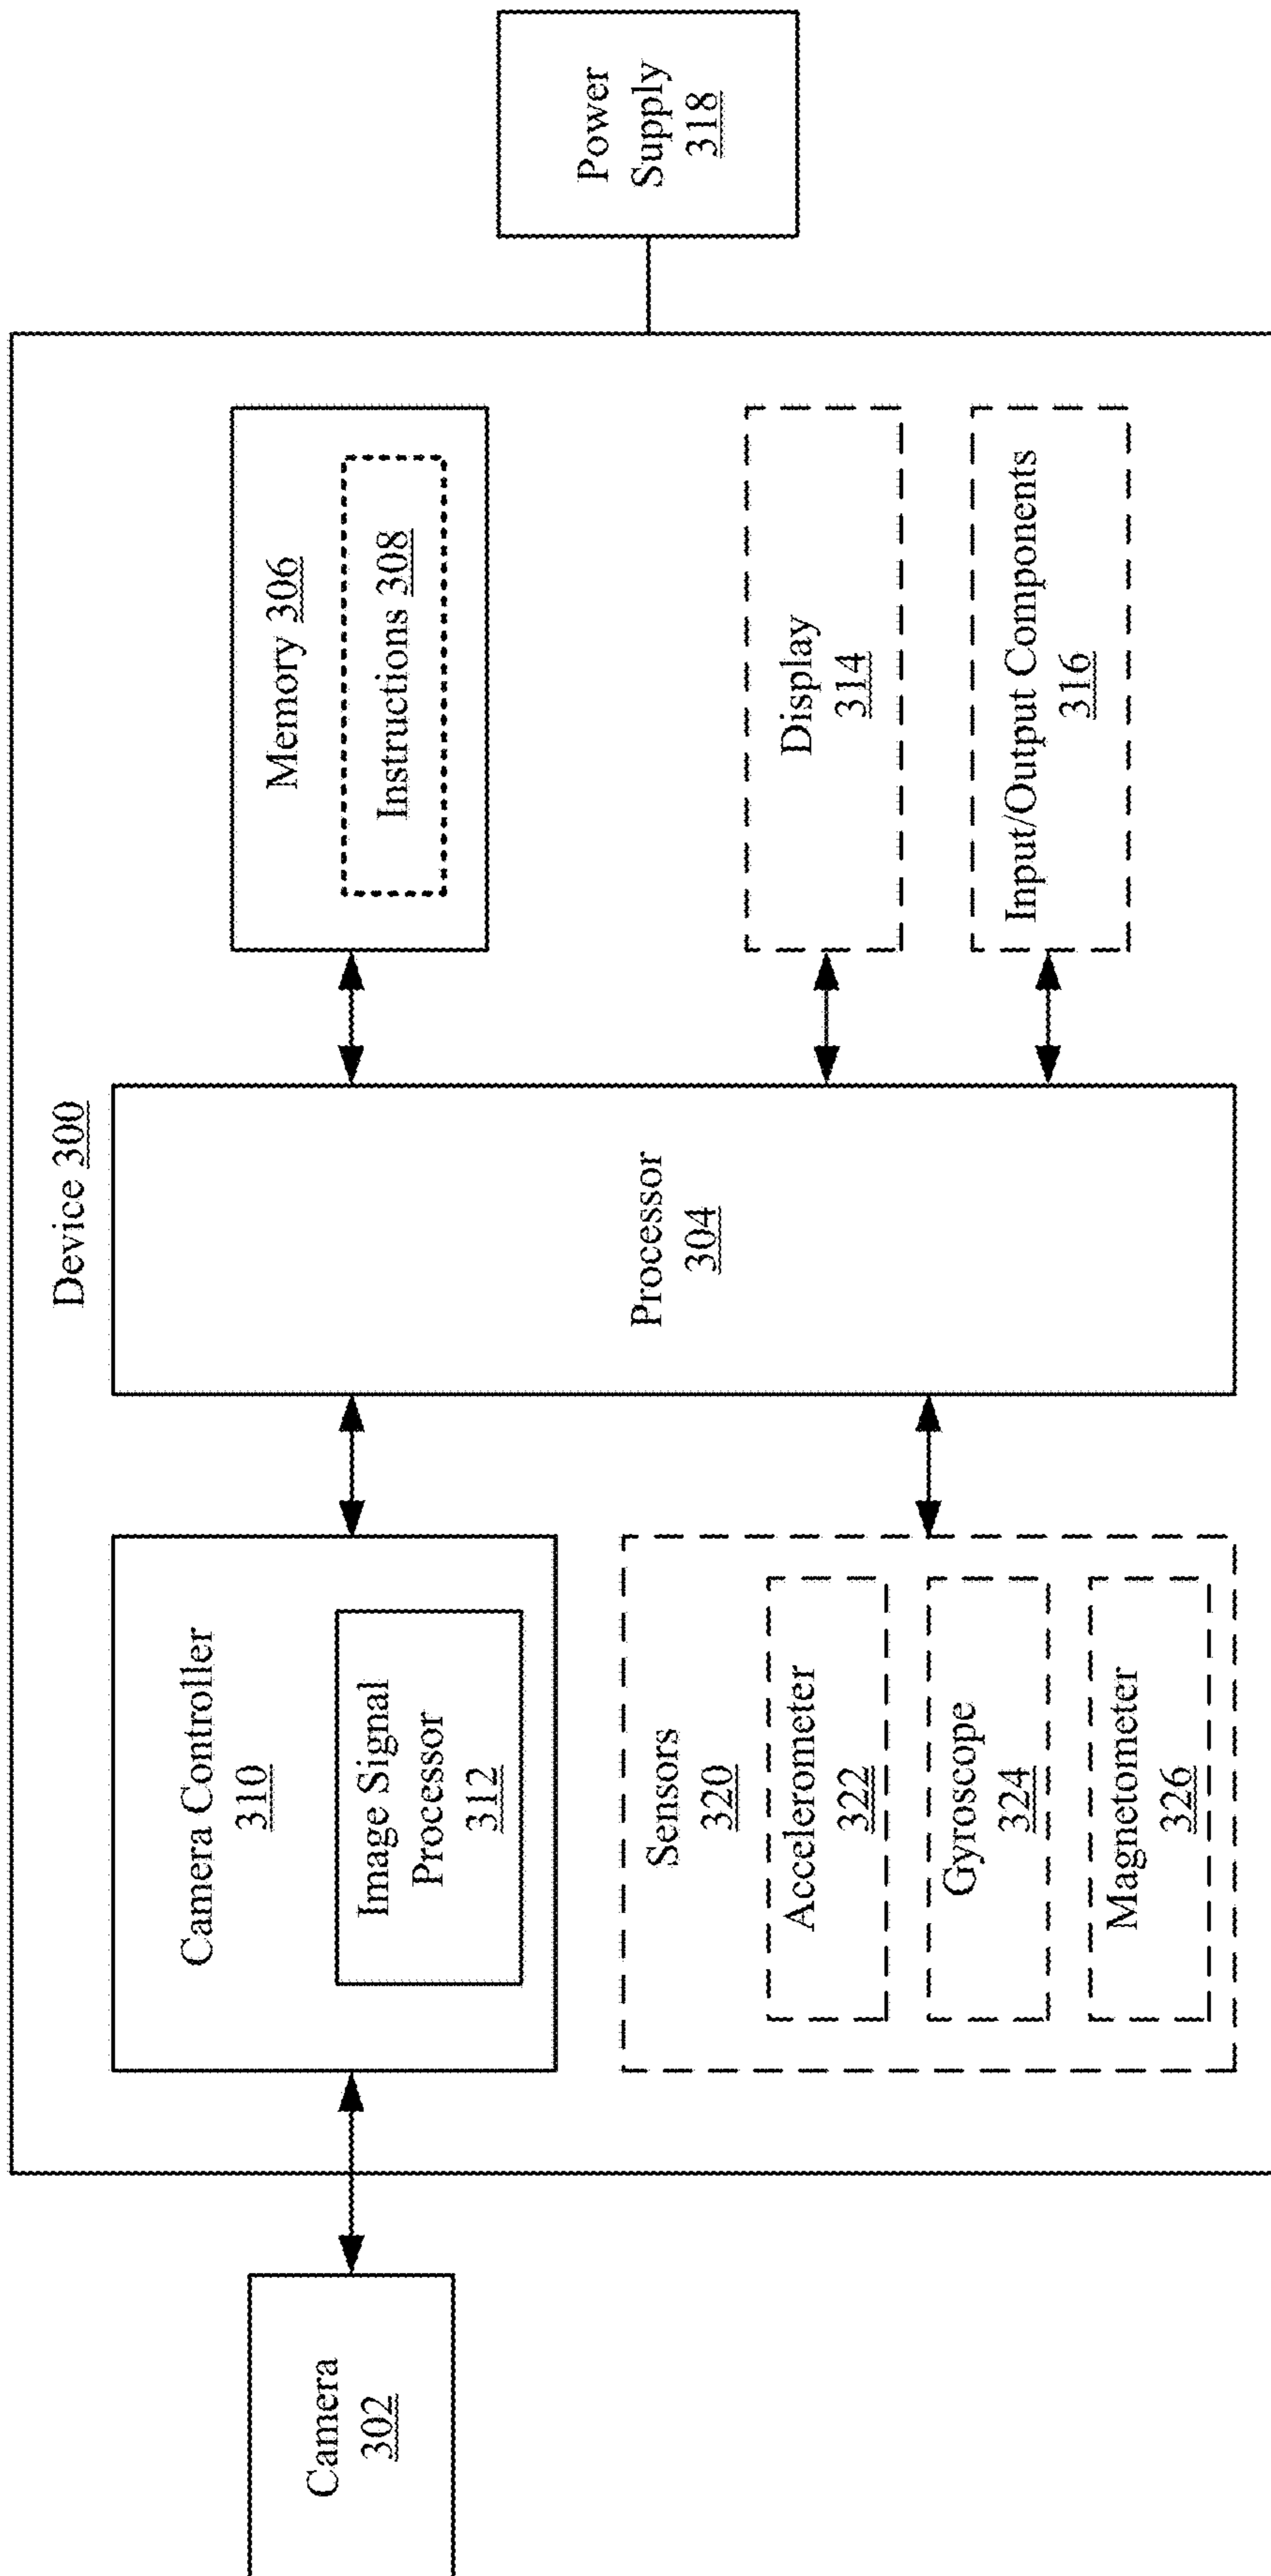 Device 300
Camera
302
Camera Controller
310
Image Signal
Processor
312
Sensors
320
Accelerometer
322
Gyroscope
324
Magnetometer
326
Processor
304
Memory 306
Instructions 308
Display
314
Input/Output Components
316
Power
Supply
318